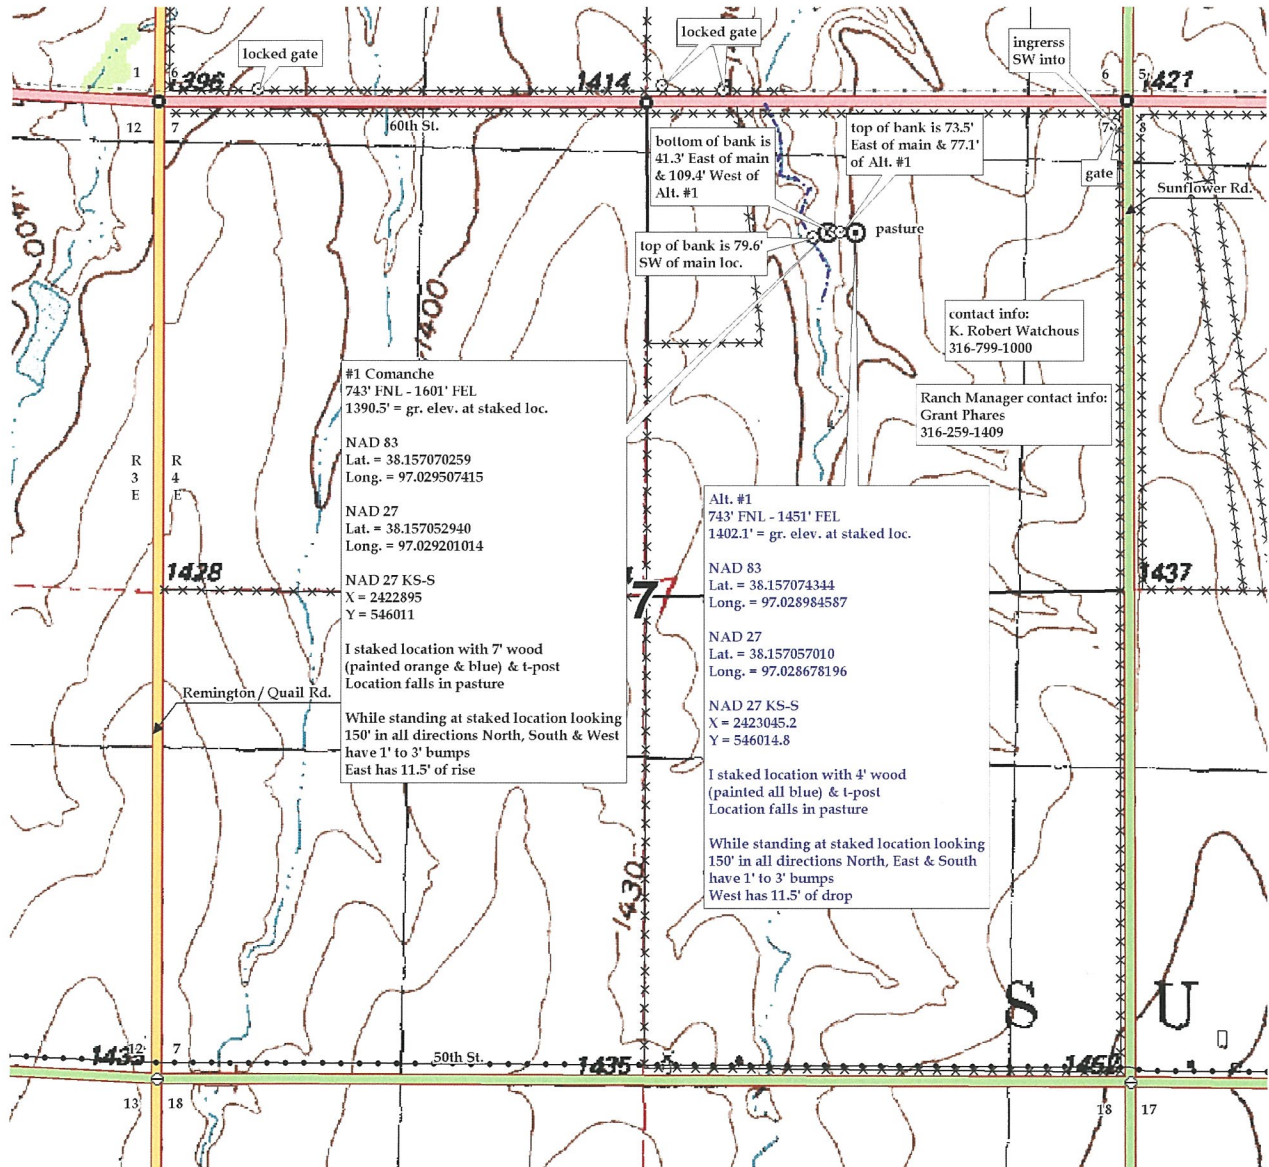 locked gate
locked gate
ingrerss
SW into
1
6
1396
1414
6
5
1421
12
7
60th St.
7
8
bottom of bank is
41.3' East of main
& 109.4' West of
Alt. #1
top of bank is 73.5'
East of main & 77.1'
of Alt. #1
gate
Sunflower Rd.
top of bank is 79.6'
SW of main loc.
pasture
1400
1400
contact info:
K. Robert Watchous
316-799-1000
Ranch Manager contact info:
Grant Phares
316-259-1409
#1 Comanche
743' FNL - 1601' FEL
1390.5' = gr. elev. at staked loc.
NAD 83
Lat. = 38.157070259
Long. = 97.029507415
NAD 27
Lat. = 38.157052940
Long. = 97.029201014
NAD 27 KS-S
X = 2422895
Y = 546011
I staked location with 7' wood
(painted orange & blue) & t-post
Location falls in pasture
While standing at staked location looking
150' in all directions North, South & West
have 1' to 3' bumps
East has 11.5' of rise
R
3
E
R
4
E
Alt. #1
743' FNL - 1451' FEL
1402.1' = gr. elev. at staked loc.
NAD 83
Lat. = 38.157074344
Long. = 97.028984587
NAD 27
Lat. = 38.157057010
Long. = 97.028678196
NAD 27 KS-S
X = 2423045.2
Y = 546014.8
I staked location with 4' wood
(painted all blue) & t-post
Location falls in pasture
While standing at staked location looking
150' in all directions North, East & South
have 1' to 3' bumps
West has 11.5' of drop
1428
7
7
1437
Remington/Quail Rd.
1430
S U
12
7
50th St.
1435
1460
13
18
18
17